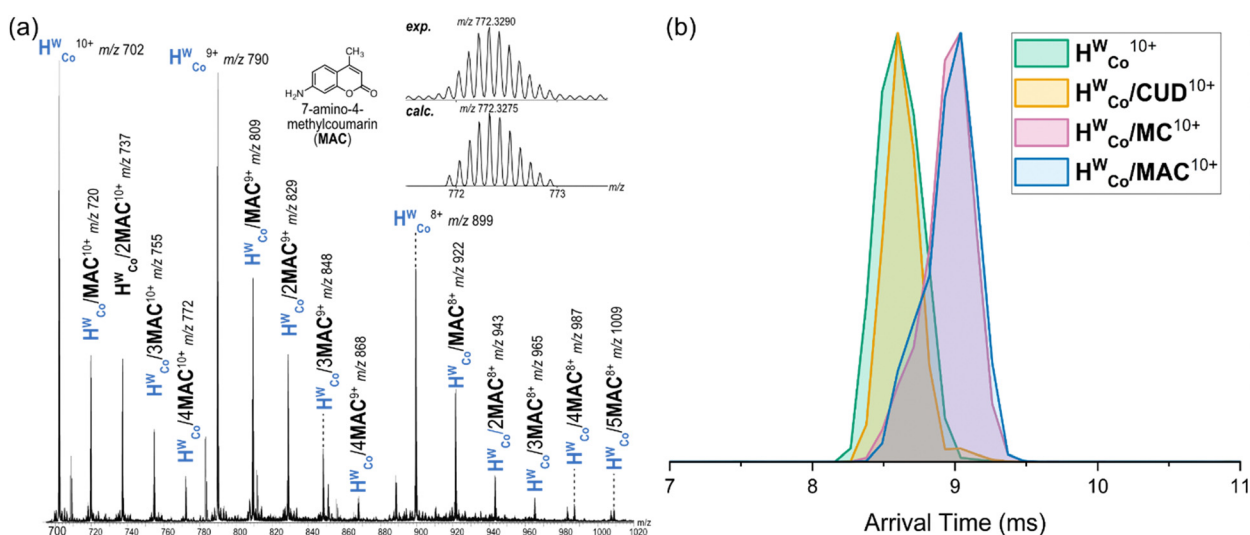 (a)
H^W_Co^10+ m/z 702
H^W_Co^9+ m/z 790
CH₃
H₂N
O
O
7-amino-4-
methylcoumarin
(MAC)
exp.
m/z 772.3290
calc.
m/z 772.3275
772
773
m/z
H^W_Co/MAC^10+ m/z 720
H^W_Co/2MAC^10+ m/z 737
H^W_Co/3MAC^10+ m/z 755
H^W_Co/4MAC^10+ m/z 772
H^W_Co/MAC^9+ m/z 809
H^W_Co/2MAC^9+ m/z 829
H^W_Co/3MAC^9+ m/z 848
H^W_Co/4MAC^9+ m/z 868
H^W_Co^8+ m/z 899
H^W_Co/MAC^8+ m/z 922
H^W_Co/2MAC^8+ m/z 943
H^W_Co/3MAC^8+ m/z 965
H^W_Co/4MAC^8+ m/z 987
H^W_Co/5MAC^8+ m/z 1009
700 720 740 760 780 800 820 840 860 880 900 920 940 960 980 1000 1020
m/z
(b)
H^W_Co^10+
H^W_Co/CUD^10+
H^W_Co/MC^10+
H^W_Co/MAC^10+
7 8 9 10 11
Arrival Time (ms)